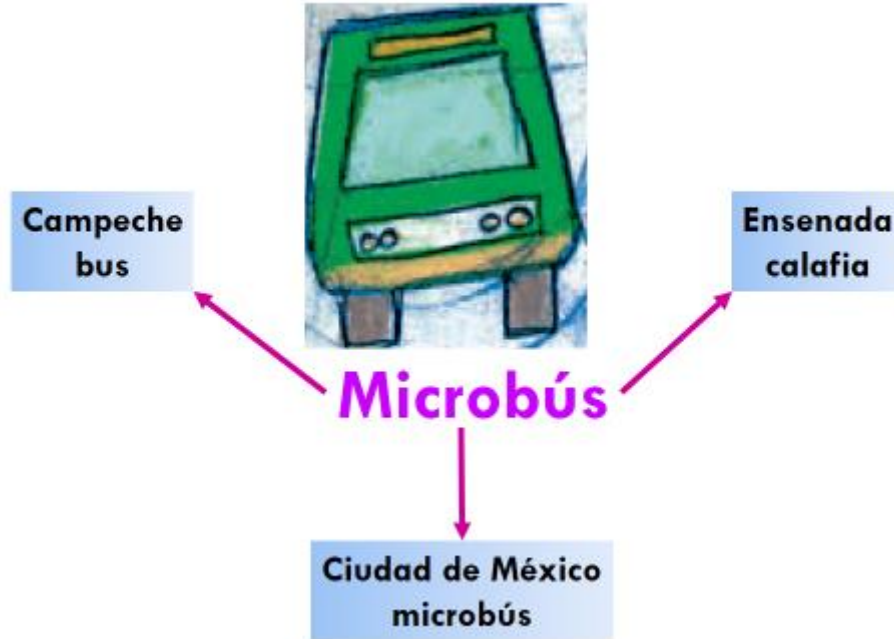 Campeche
bus
Ensenada
calafia
Microbús
Ciudad de México
microbús